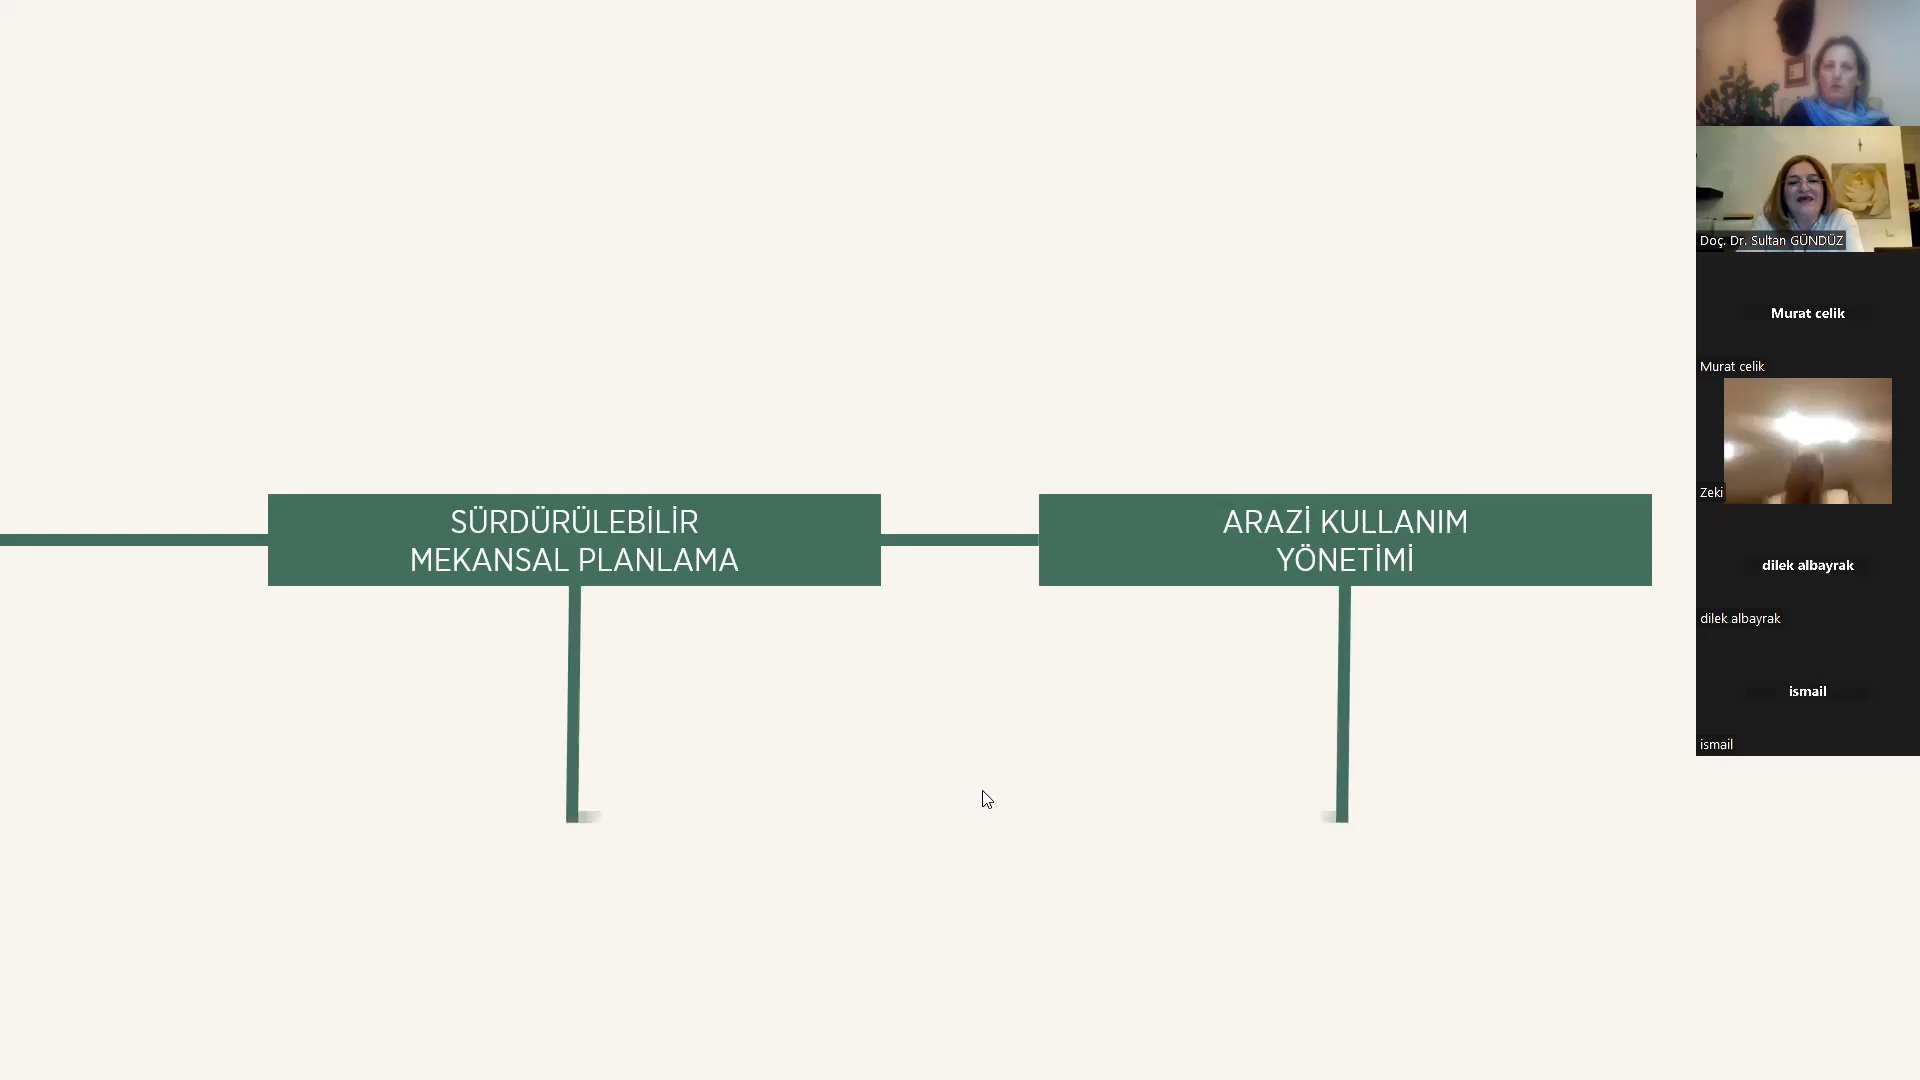 SÜRDÜRÜLEBİLİR
MEKANSAL PLANLAMA
ARAZİ KULLANIM
YÖNETİMİ
Doç. Dr. Sultan GÜNDÜZ
Murat celik
Murat celik
Zeki
dilek albayrak
dilek albayrak
ismail
ismail